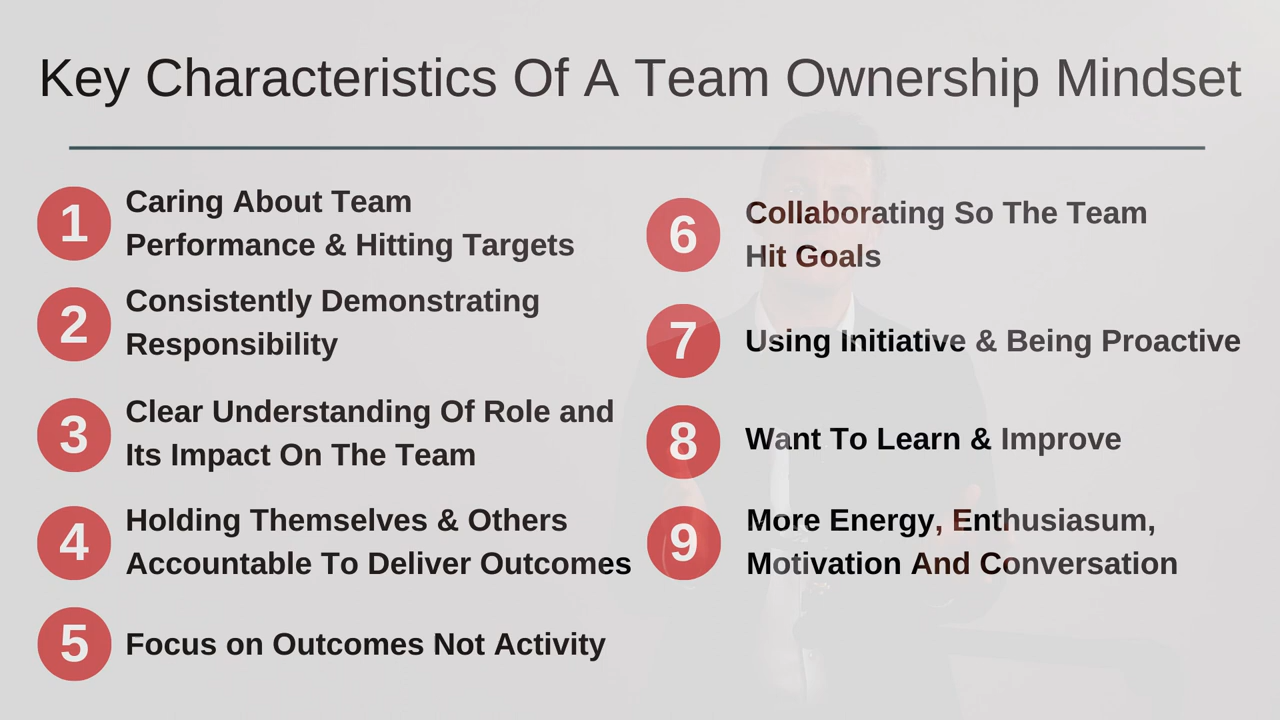 Key Characteristics Of A Team Ownership Mindset
1 Caring About Team
Performance & Hitting Targets
2 Consistently Demonstrating
Responsibility
3 Clear Understanding Of Role and
Its Impact On The Team
4 Holding Themselves & Others
Accountable To Deliver Outcomes
5 Focus on Outcomes Not Activity
6 Collaborating So The Team
Hit Goals
7 Using Initiative & Being Proactive
8 Want To Learn & Improve
9 More Energy, Enthusiasum,
Motivation And Conversation